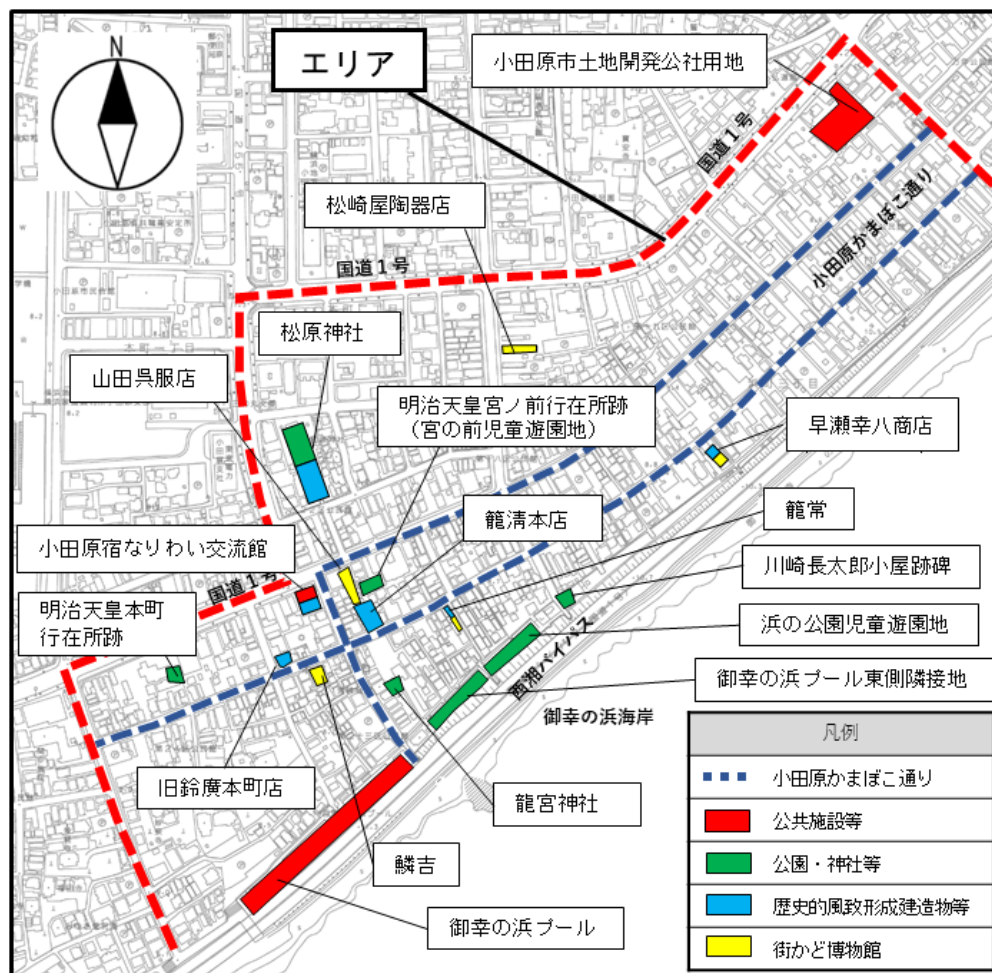 N
エリア
小田原市土地開発公社用地
国道1号
松崎屋陶器店
小田原かまぼこ通り
国道1号
松原神社
山田呉服店
明治天皇宮ノ前行在所跡
(宮の前児童遊園地)
早瀬幸八商店
籠清本店
籠常
小田原宿なりわい交流館
川崎長太郎小屋跡碑
国道1号
明治天皇本町
行在所跡
浜の公園児童遊園地
西湘バイパス
御幸の浜プール東側隣接地
御幸の浜海岸
旧鈴廣本町店
龍宮神社
鱗吉
御幸の浜プール
凡例
小田原かまぼこ通り
公共施設等
公園・神社等
歴史的風致形成建造物等
街かど博物館